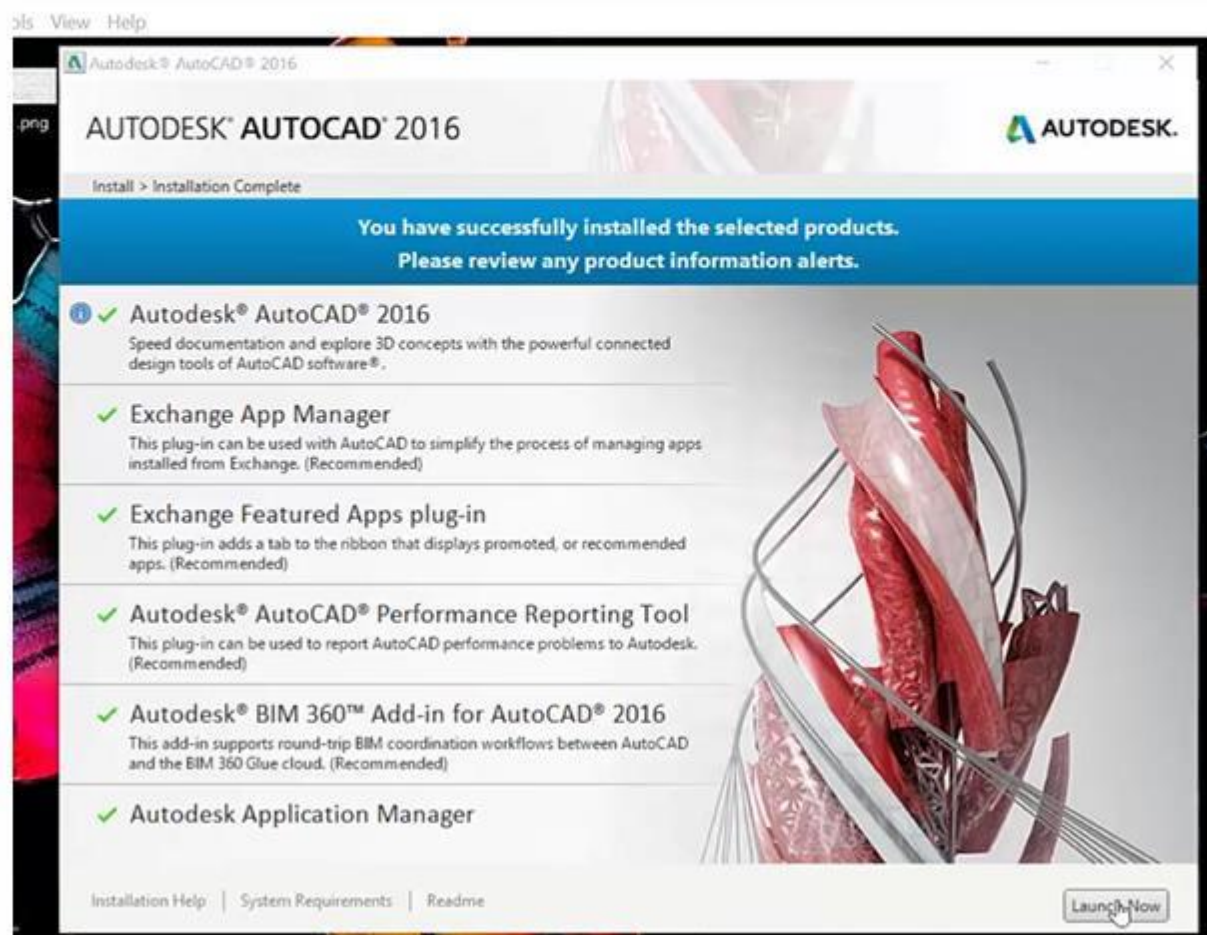 ols View Help
Autodesk® AutoCAD® 2016
.png
AUTODESK® AUTOCAD® 2016
AUTODESK.
Install > Installation Complete
You have successfully installed the selected products.
Please review any product information alerts.
Autodesk® AutoCAD® 2016
Speed documentation and explore 3D concepts with the powerful connected
design tools of AutoCAD software®.
Exchange App Manager
This plug-in can be used with AutoCAD to simplify the process of managing apps
installed from Exchange. (Recommended)
Exchange Featured Apps plug-in
This plug-in adds a tab to the ribbon that displays promoted, or recommended
apps. (Recommended)
Autodesk® AutoCAD® Performance Reporting Tool
This plug-in can be used to report AutoCAD performance problems to Autodesk.
(Recommended)
Autodesk® BIM 360™ Add-in for AutoCAD® 2016
This add-in supports round-trip BIM coordination workflows between AutoCAD
and the BIM 360 Glue cloud. (Recommended)
Autodesk Application Manager
Installation Help | System Requirements | Readme
Launch Now